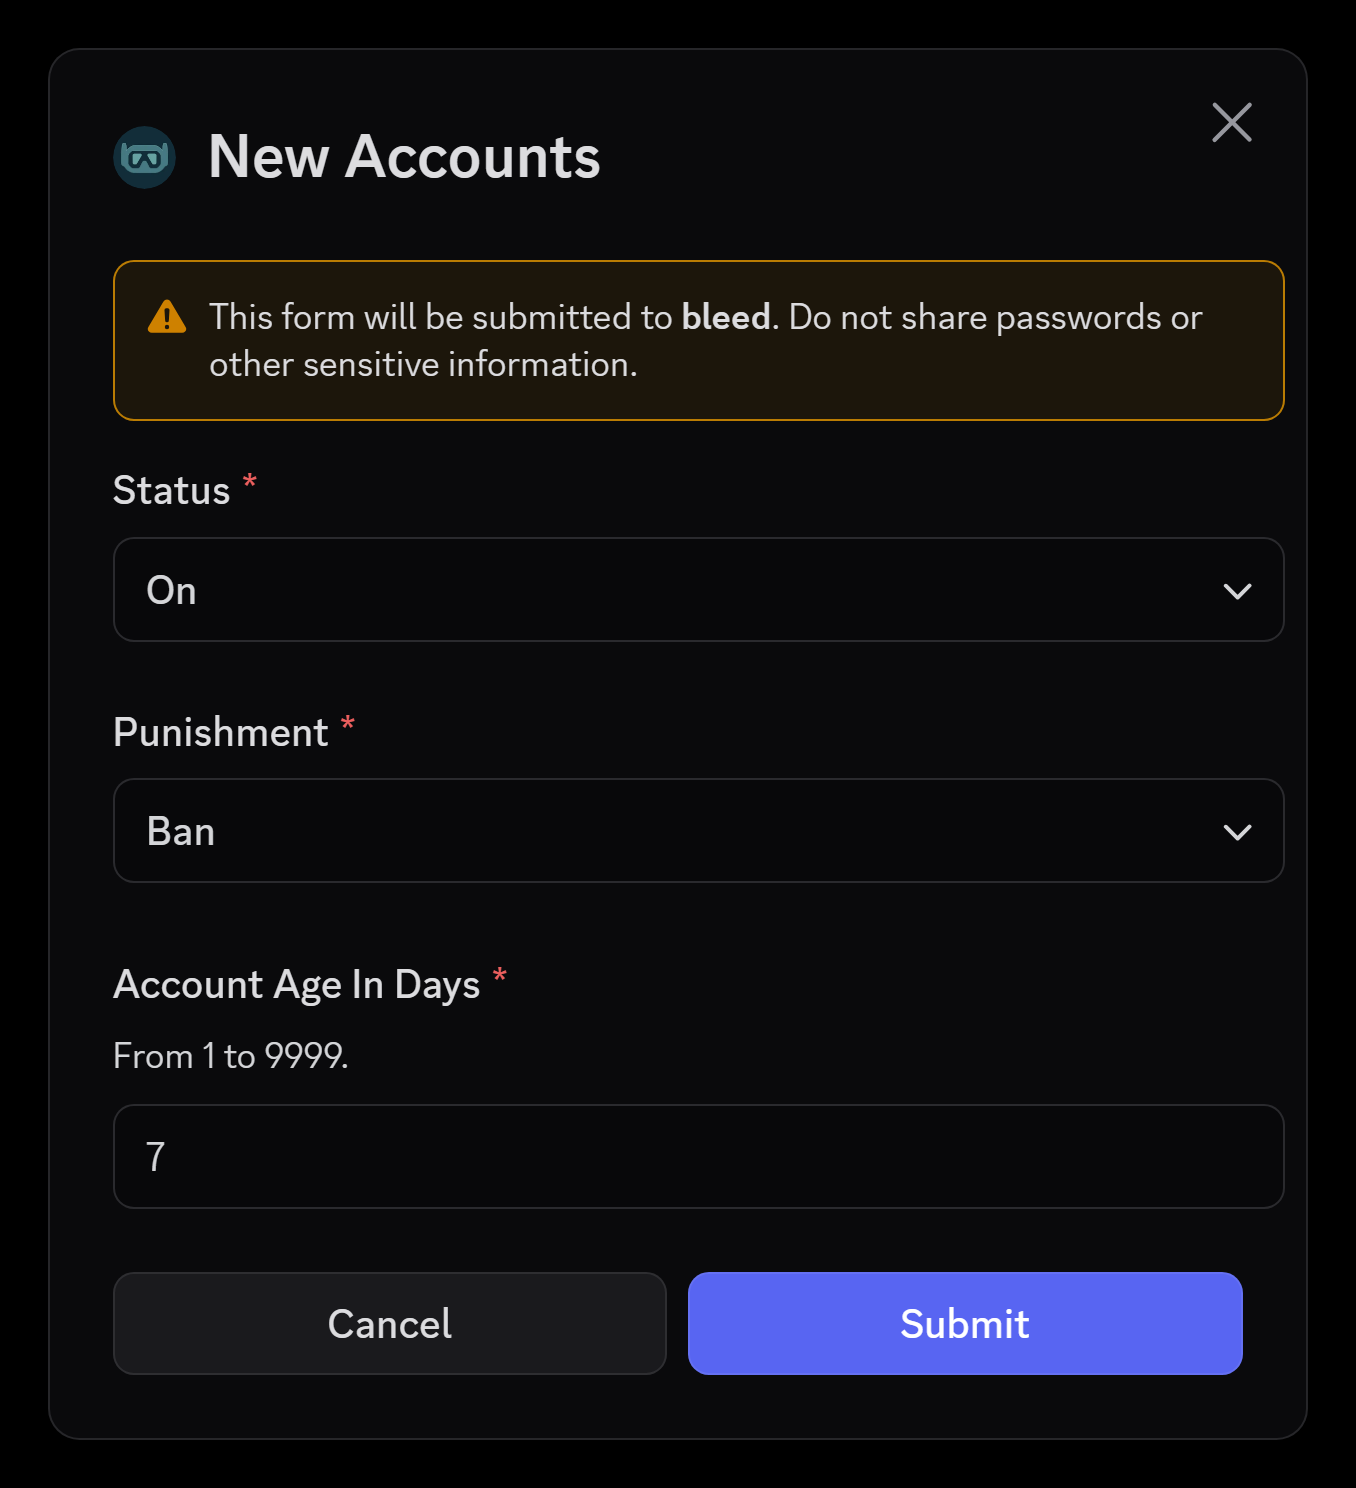 New Accounts
This form will be submitted to bleed. Do not share passwords or
other sensitive information.
Status *
On
Punishment *
Ban
Account Age In Days *
From 1 to 9999.
7
Cancel
Submit